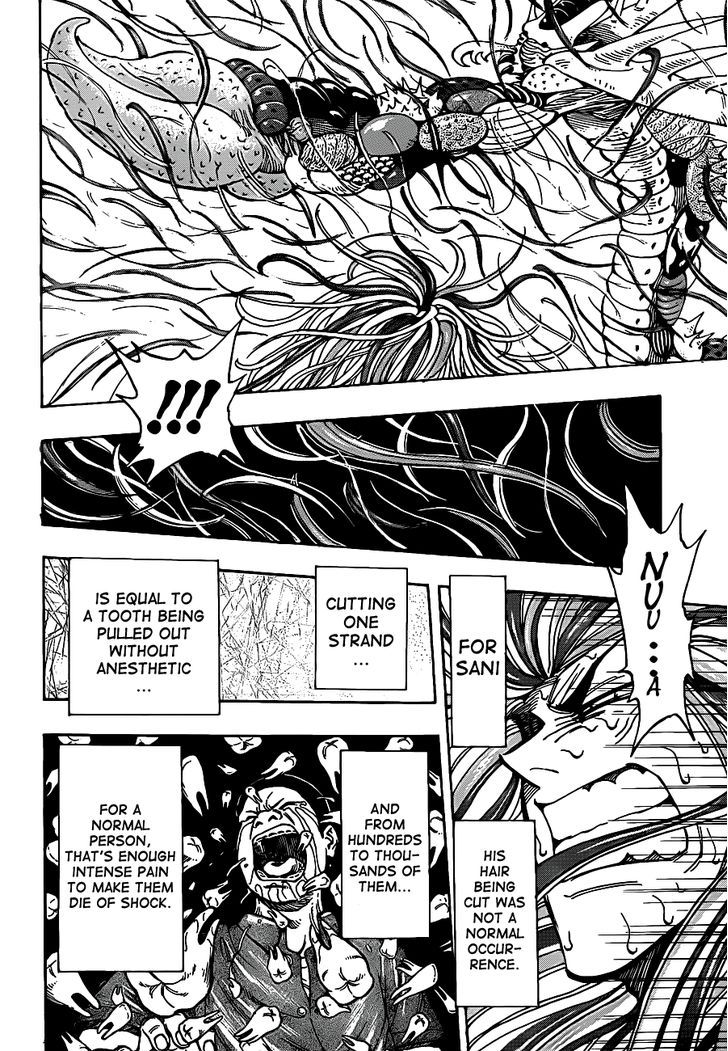 !!!
NUU...A
FOR
SANI
CUTTING
ONE
STRAND
...
IS EQUAL TO
A TOOTH BEING
PULLED OUT
WITHOUT
ANESTHETIC
...
HIS
HAIR
BEING
CUT WAS
NOT A
NORMAL
OCCUR-
RENCE.
AND
FROM
HUNDREDS
TO THOU-
SANDS OF
THEM...
FOR A
NORMAL
PERSON,
THAT'S ENOUGH
INTENSE PAIN
TO MAKE THEM
DIE OF SHOCK.